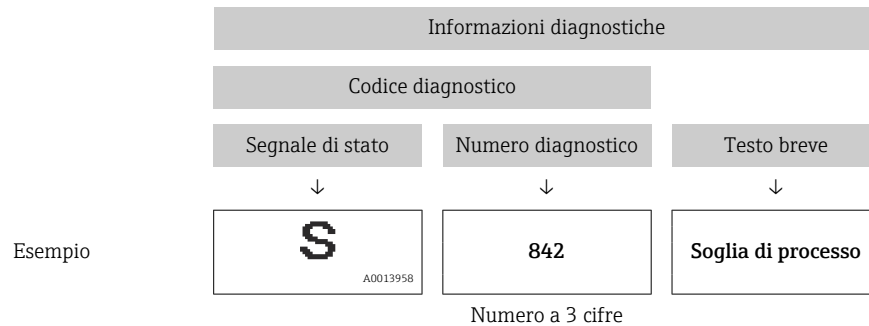 Informazioni diagnostiche
Codice diagnostico
Segnale di stato Numero diagnostico Testo breve
↓ ↓ ↓
Esempio S 842 Soglia di processo
A0013958
Numero a 3 cifre